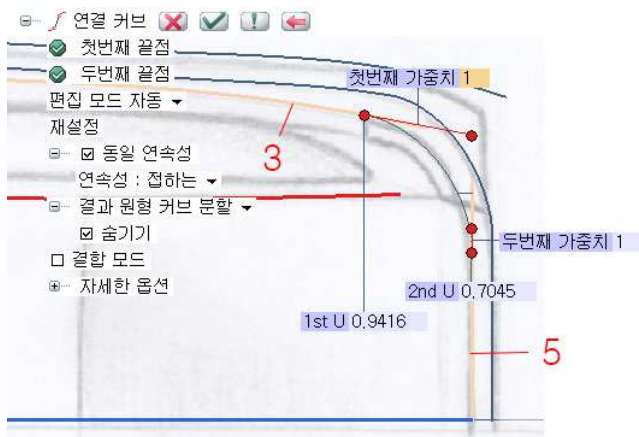 연결 커브
첫번째 끝점
두번째 끝점
편집 모드 자동
재설정
동일 연속성
연속성 : 접하는
결과 원형 커브 분할
숨기기
결합 모드
자세한 옵션
첫번째 가중치 1
3
두번째 가중치 1
2nd U 0.7045
1st U 0.9416
5